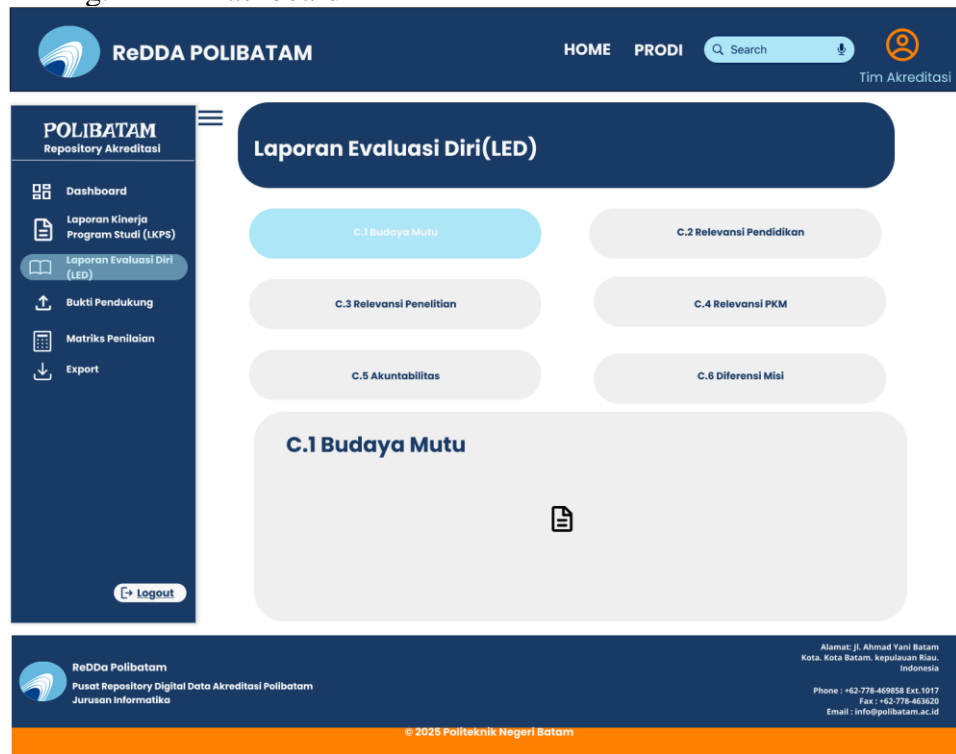 ReDDA POLIBATAM
HOME PRODI Search
Tim Akreditasi
POLIBATAM
Repository Akreditasi
Dashboard
Laporan Kinerja
Program Studi (LKPS)
Laporan Evaluasi Diri
(LED)
Bukti Pendukung
Matriks Penilaian
Export
Logout
Laporan Evaluasi Diri(LED)
C.1 Budaya Mutu
C.2 Relevansi Pendidikan
C.3 Relevansi Penelitian
C.4 Relevansi PKM
C.5 Akuntabilitas
C.6 Diferensi Misi
C.1 Budaya Mutu
ReDDa Polibatam
Pusat Repository Digital Data Akreditasi Polibatam
Jurusan Informatika
Alamat: Jl. Ahmad Yani Batam
Kota. Kota Batam. kepulauan Riau.
Indonesia
Phone : +62-778-469858 Ext.1017
Fax : +62-778-463620
Email : info@polibatam.ac.id
© 2025 Politeknik Negeri Batam